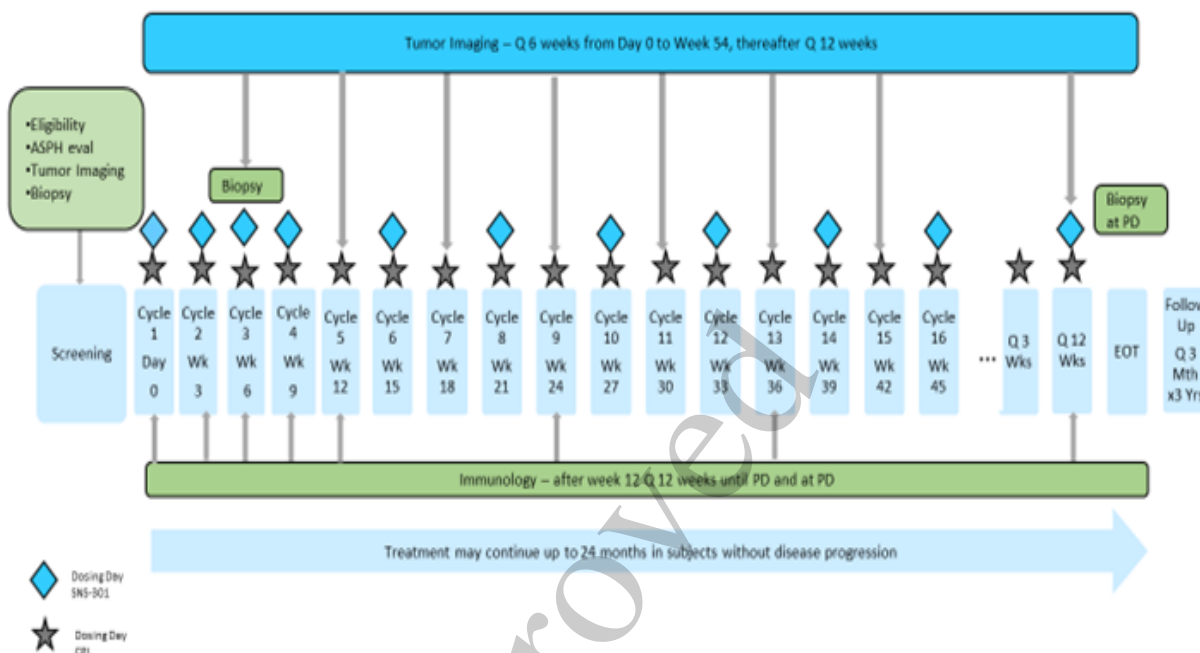 Tumor Imaging – Q 6 weeks from Day 0 to Week 54, thereafter Q 12 weeks
•Eligibility
•ASPH eval
•Tumor Imaging
•Biopsy
Biopsy
Biopsy
at PD
Screening
Cycle
1
Day
0
Cycle
2
Wk
3
Cycle
3
Wk
6
Cycle
4
Wk
9
Cycle
5
Wk
12
Cycle
6
Wk
15
Cycle
7
Wk
18
Cycle
8
Wk
21
Cycle
9
Wk
24
Cycle
10
Wk
27
Cycle
11
Wk
30
Cycle
12
Wk
33
Cycle
13
Wk
36
Cycle
14
Wk
39
Cycle
15
Wk
42
Cycle
16
Wk
45
...
Q 3
Wks
Q 12
Wks
EOT
Follow
Up
Q 3
Mth
x3 Yrs
Immunology – after week 12 Q 12 weeks until PD and at PD
Treatment may continue up to 24 months in subjects without disease progression
Dosing Day
SNS-301
Dosing Day
CPI
roved